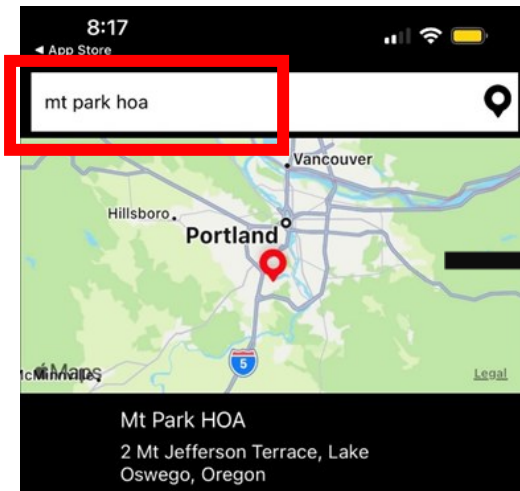 8:17
◀ App Store
mt park hoa
Vancouver
Hillsboro
Portland
5
Maps
Legal
Mt Park HOA
2 Mt Jefferson Terrace, Lake
Oswego, Oregon